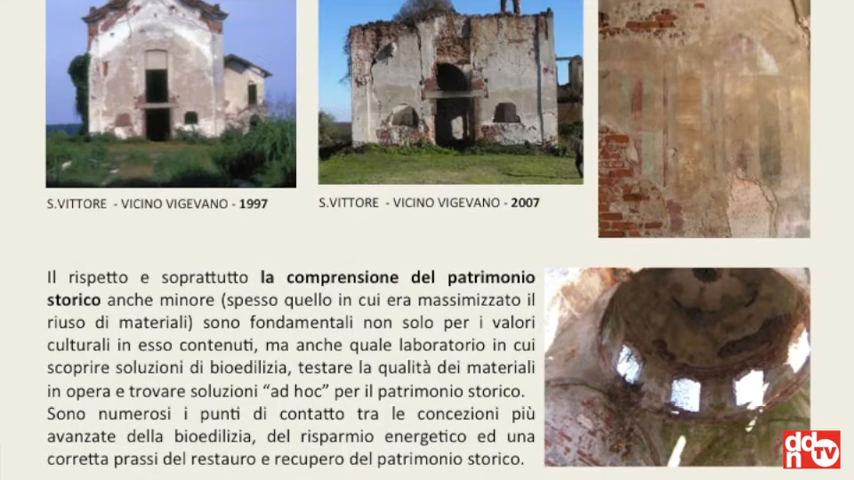 S.VITTORE - VICINO VIGEVANO - 1997
S.VITTORE - VICINO VIGEVANO - 2007
Il rispetto e soprattutto la comprensione del patrimonio
storico anche minore (spesso quello in cui era massimizzato il
riuso di materiali) sono fondamentali non solo per i valori
culturali in esso contenuti, ma anche quale laboratorio in cui
scoprire soluzioni di bioedilizia, testare la qualità dei materiali
in opera e trovare soluzioni “ad hoc” per il patrimonio storico.
Sono numerosi i punti di contatto tra le concezioni più
avanzate della bioedilizia, del risparmio energetico ed una
corretta prassi del restauro e recupero del patrimonio storico.
ddn TV